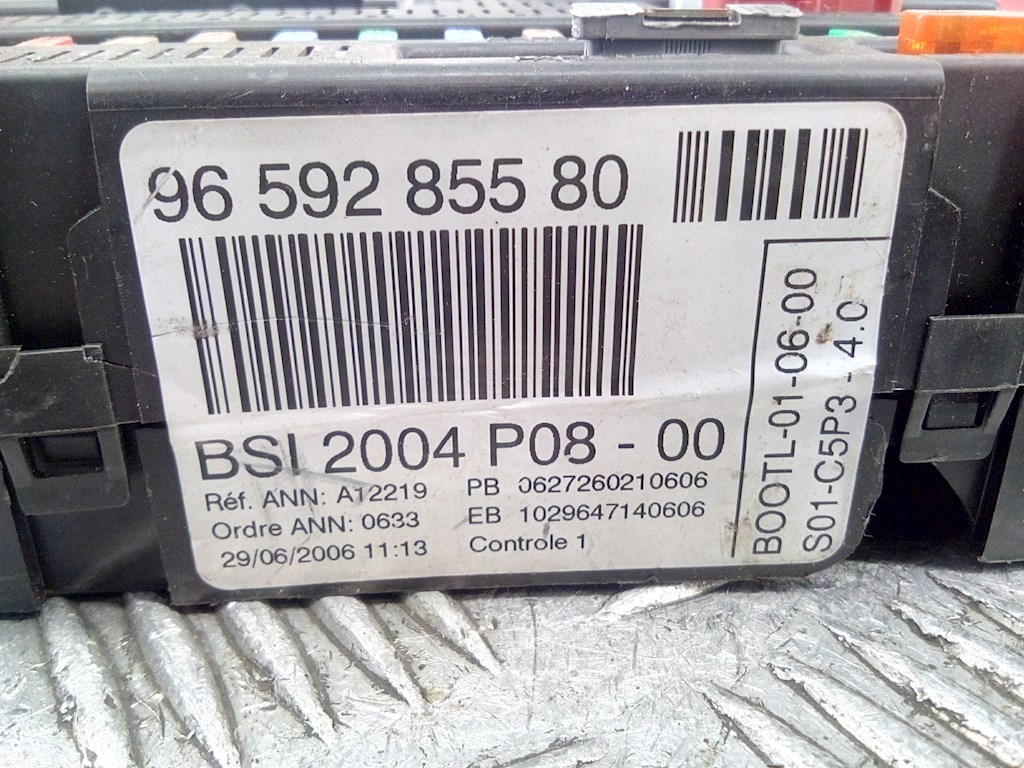 96 592 855 80
BSI 2004 P08 - 00
Réf. ANN: A12219 PB 0627260210606
Ordre ANN: 0633 EB 1029647140606
29/06/2006 11:13 Controle 1
BOOTL-01-06-00
S01-C5P3 - 4.0